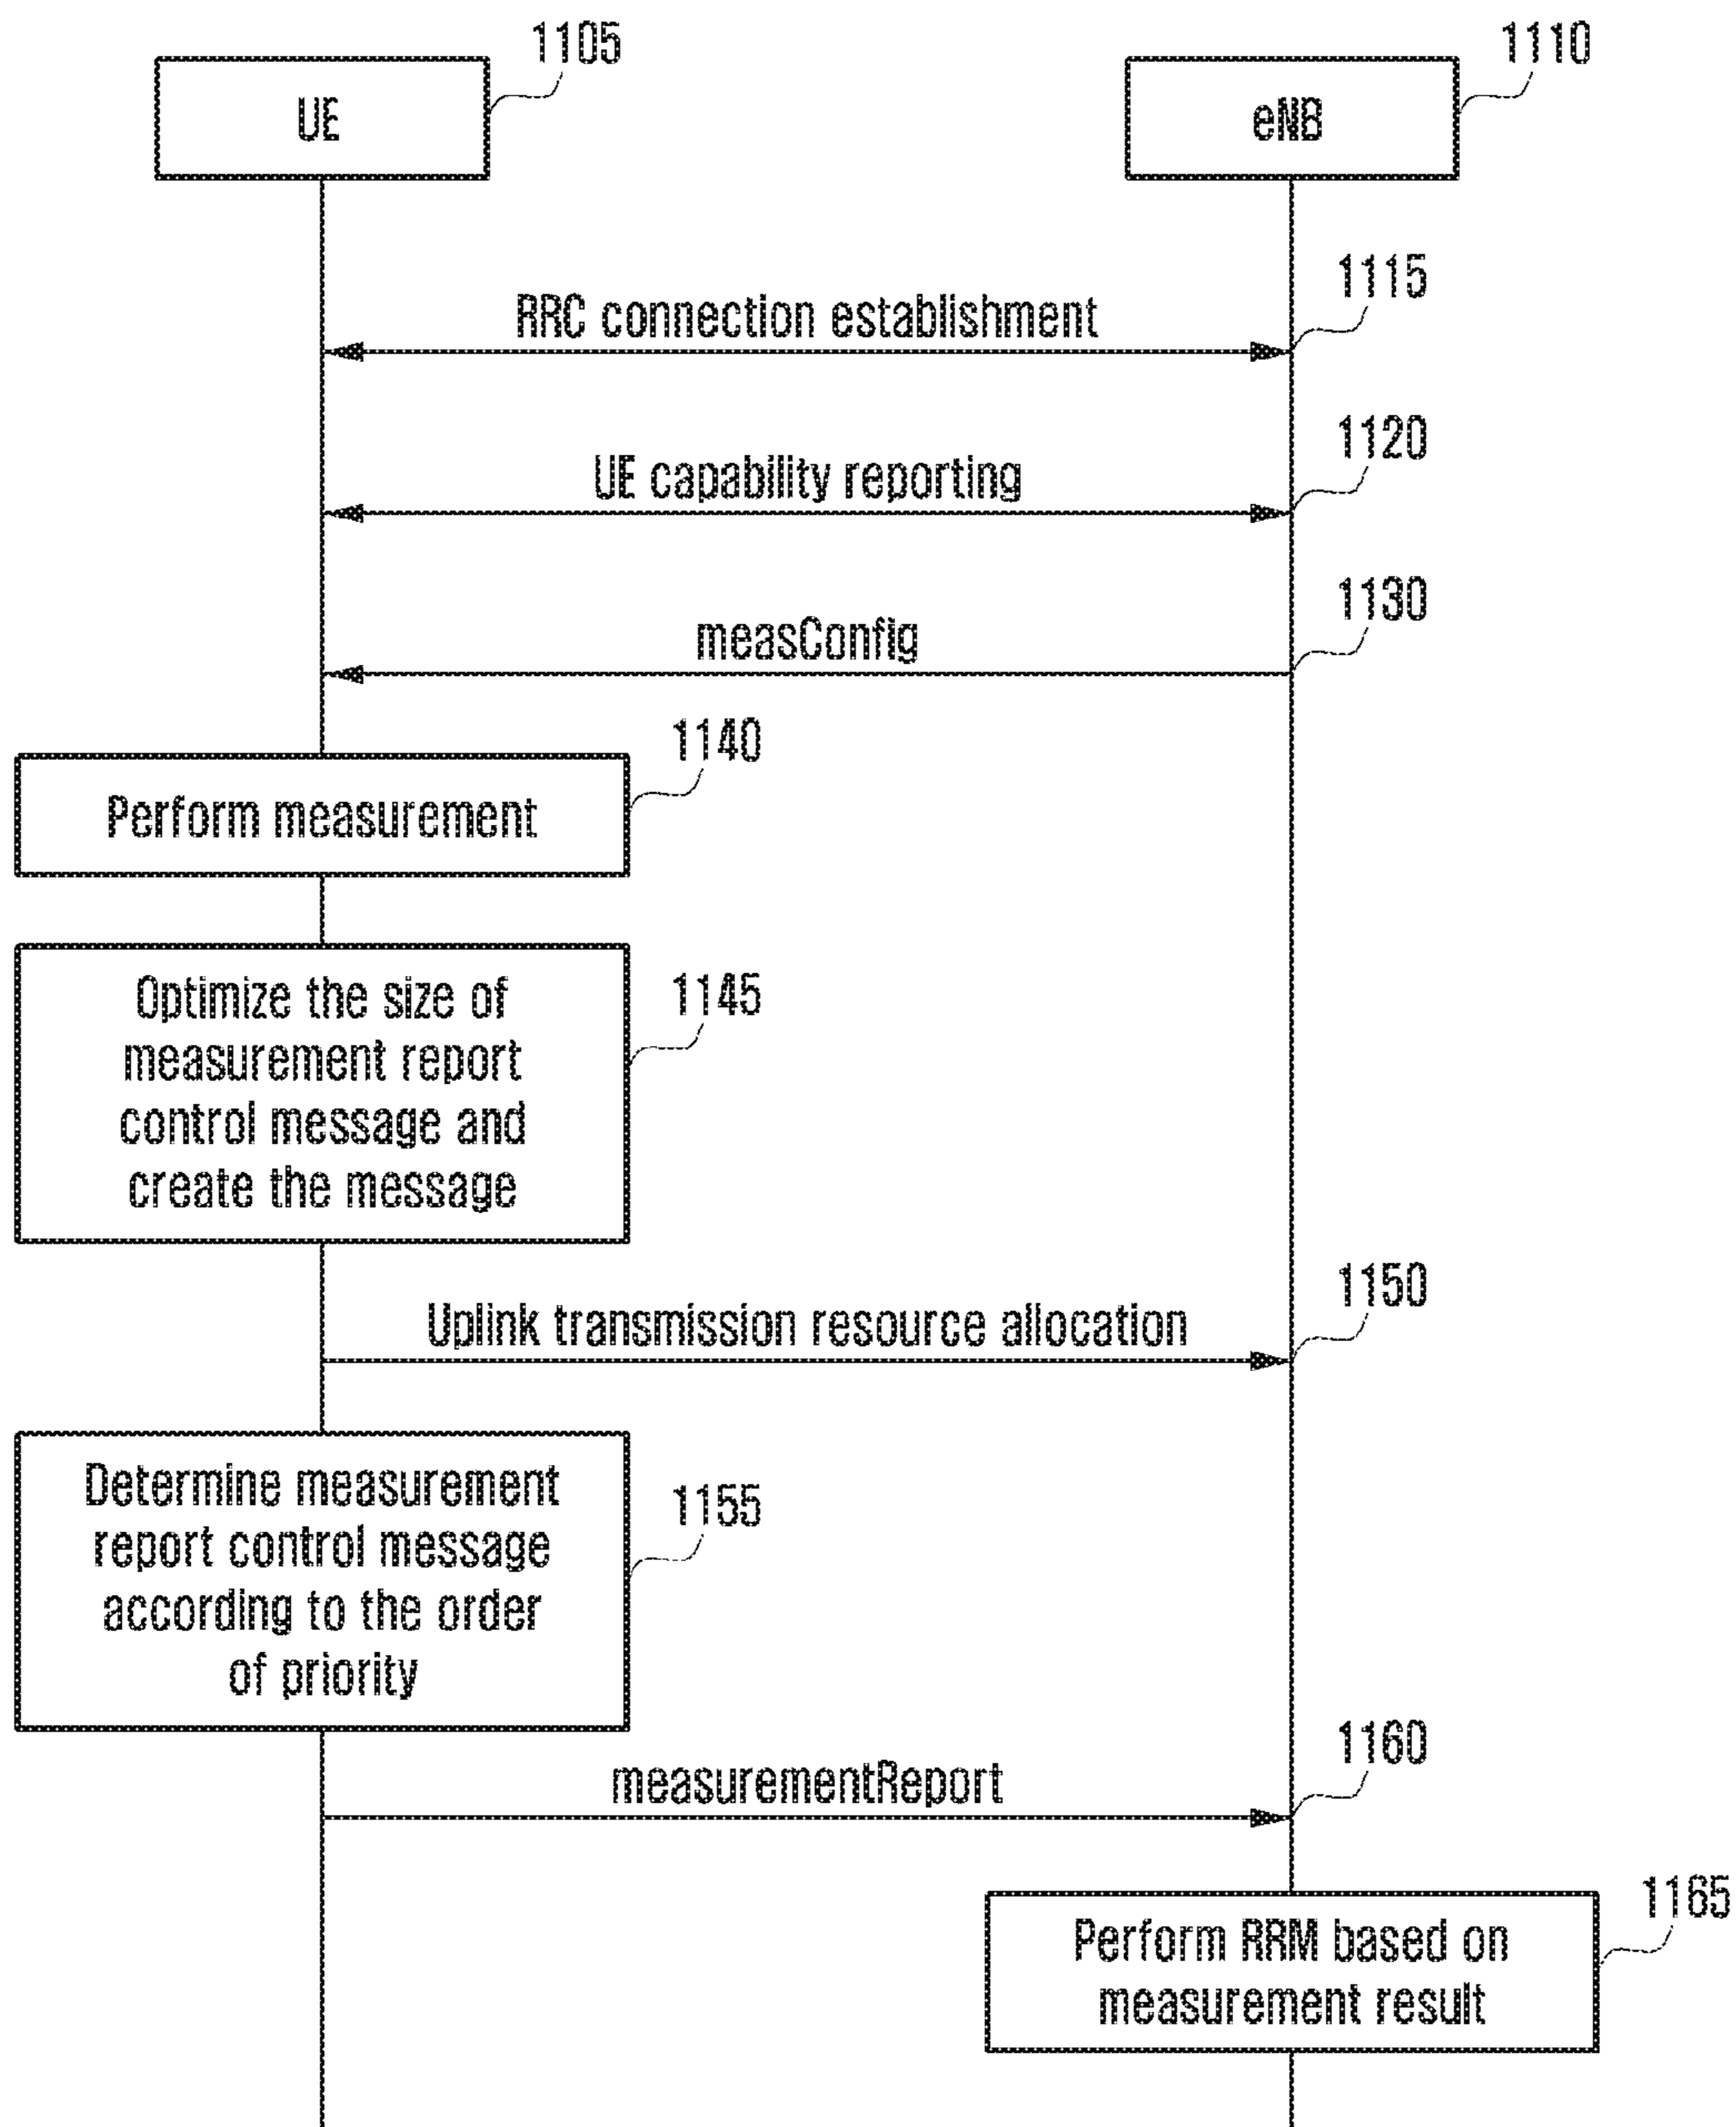 1105
1110
UE
eNB
1115
RRC connection establishment
1120
UE capability reporting
1130
measConfig
1140
Perform measurement
1145
Optimize the size of
measurement report
control message and
create the message
1150
Uplink transmission resource allocation
1155
Determine measurement
report control message
according to the order
of priority
1160
measurementReport
1165
Perform RRM based on
measurement result